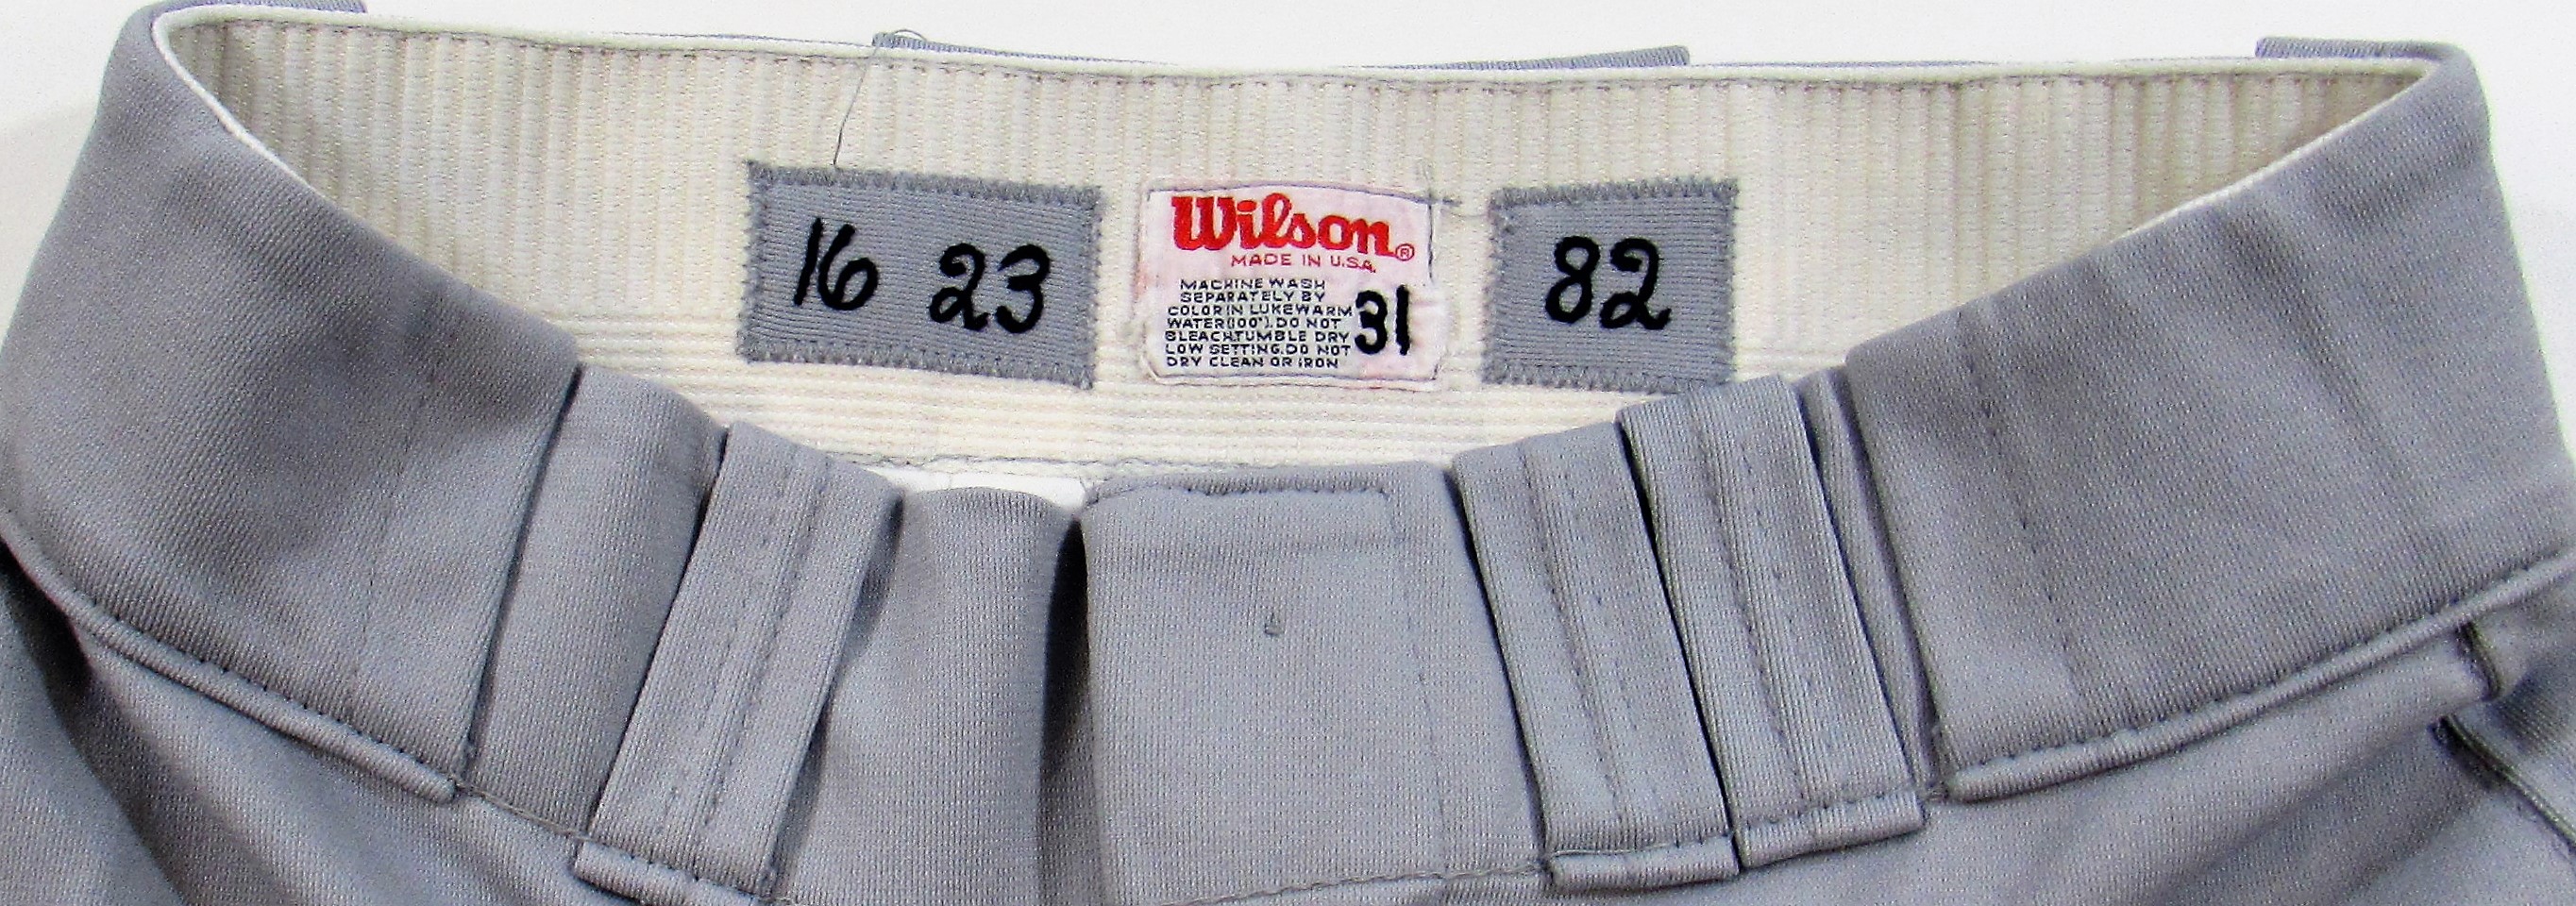 16 23
Wilson®
MADE IN U.S.A.
MACHINE WASH
SEPARATELY BY
COLOR IN LUKEWARM
WATER(100°).DO NOT
BLEACH.TUMBLE DRY
LOW SETTING.DO NOT
DRY CLEAN OR IRON
31
82